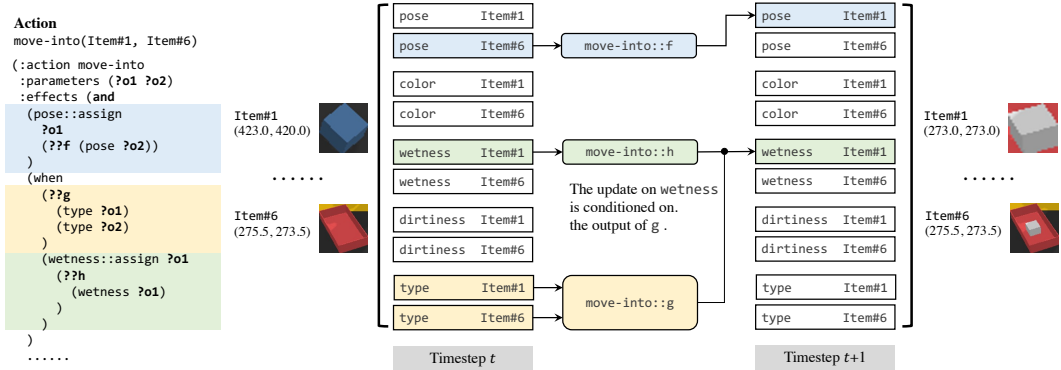 Action
move-into(Item#1, Item#6)
(:action move-into
:parameters (?o1 ?o2)
:effects (and
(pose::assign
?o1
(??f (pose ?o2))
)
(when
(??g
(type ?o1)
(type ?o2)
)
(wetness::assign ?o1
(??h
(wetness ?o1)
)
)
)
......
Item#1
(423.0, 420.0)
......
Item#6
(275.5, 273.5)
pose Item#1
pose Item#6
color Item#1
color Item#6
wetness Item#1
wetness Item#6
dirtiness Item#1
dirtiness Item#6
type Item#1
type Item#6
Timestep t
move-into::f
move-into::h
The update on wetness
is conditioned on.
the output of g .
move-into::g
pose Item#1
pose Item#6
color Item#1
color Item#6
wetness Item#1
wetness Item#6
dirtiness Item#1
dirtiness Item#6
type Item#1
type Item#6
Timestep t+1
Item#1
(273.0, 273.0)
......
Item#6
(275.5, 273.5)